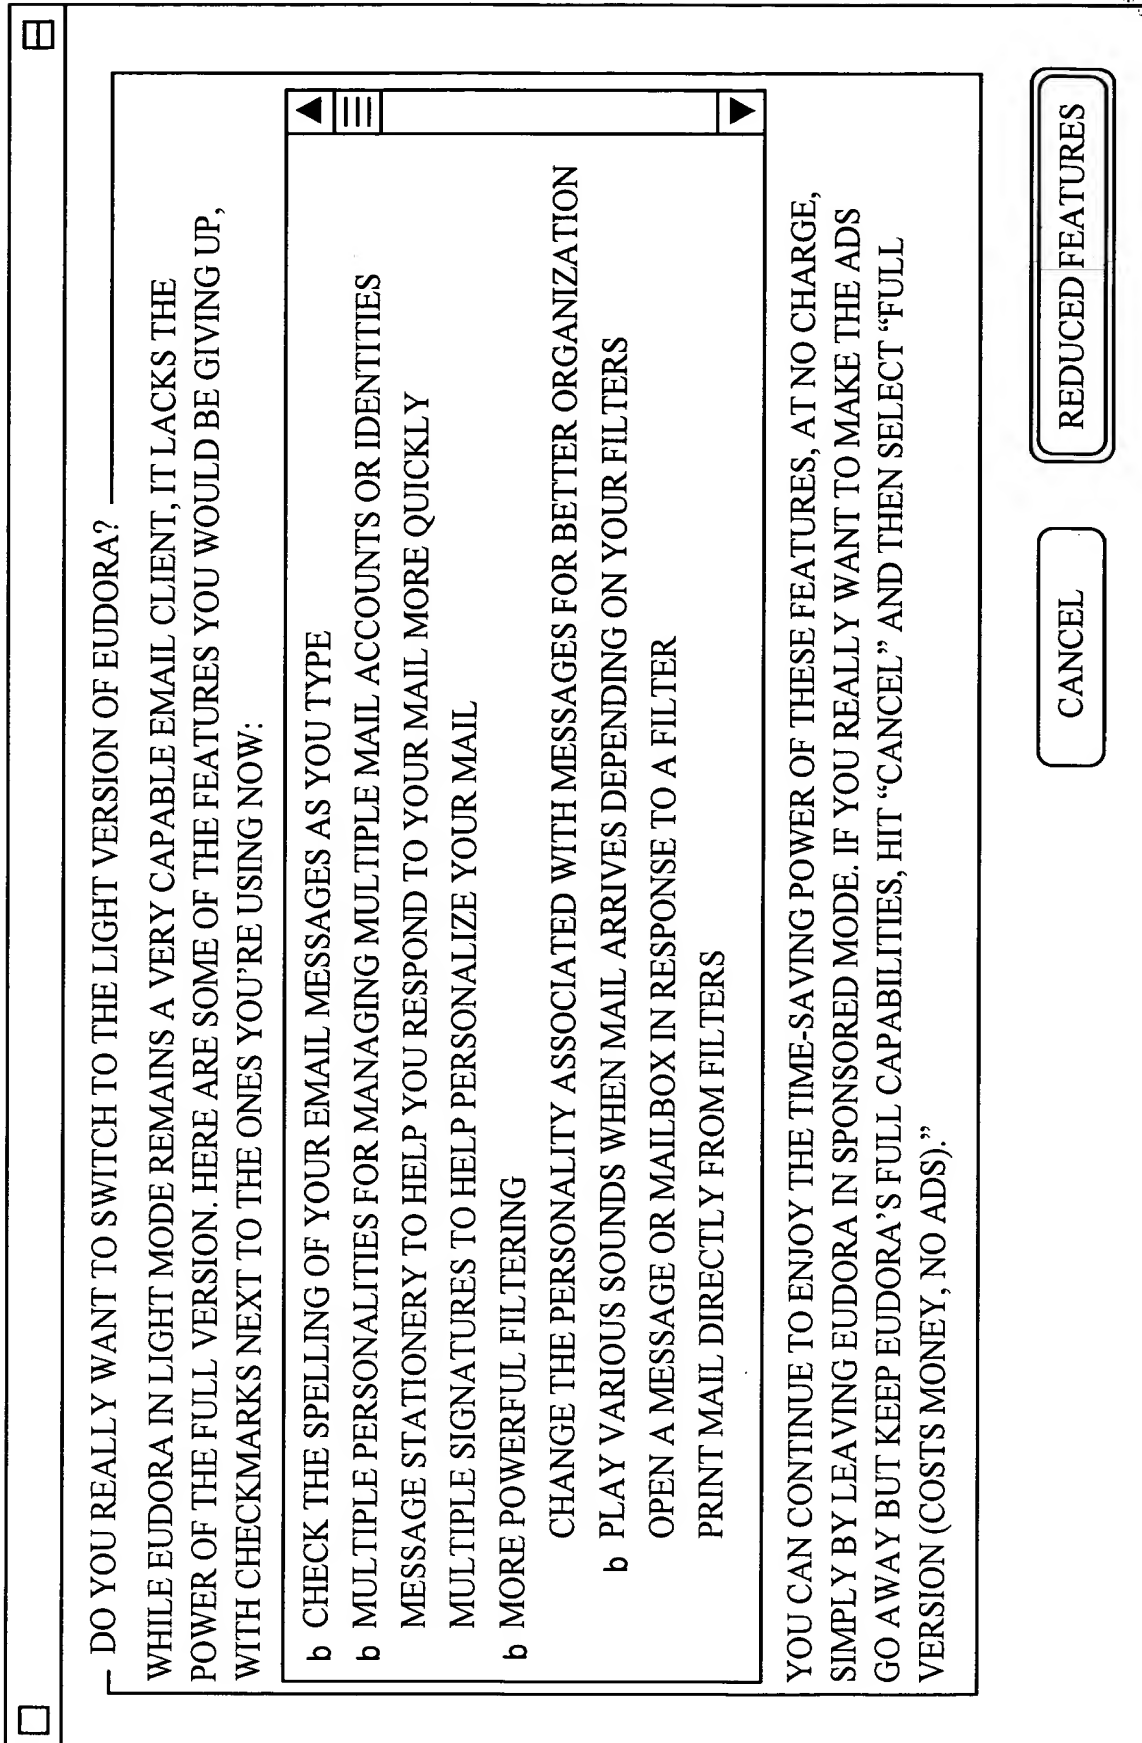 DO YOU REALLY WANT TO SWITCH TO THE LIGHT VERSION OF EUDORA?
WHILE EUDORA IN LIGHT MODE REMAINS A VERY CAPABLE EMAIL CLIENT, IT LACKS THE
POWER OF THE FULL VERSION. HERE ARE SOME OF THE FEATURES YOU WOULD BE GIVING UP,
WITH CHECKMARKS NEXT TO THE ONES YOU'RE USING NOW:
b CHECK THE SPELLING OF YOUR EMAIL MESSAGES AS YOU TYPE
b MULTIPLE PERSONALITIES FOR MANAGING MULTIPLE MAIL ACCOUNTS OR IDENTITIES
MESSAGE STATIONERY TO HELP YOU RESPOND TO YOUR MAIL MORE QUICKLY
MULTIPLE SIGNATURES TO HELP PERSONALIZE YOUR MAIL
b MORE POWERFUL FILTERING
CHANGE THE PERSONALITY ASSOCIATED WITH MESSAGES FOR BETTER ORGANIZATION
b PLAY VARIOUS SOUNDS WHEN MAIL ARRIVES DEPENDING ON YOUR FILTERS
OPEN A MESSAGE OR MAILBOX IN RESPONSE TO A FILTER
PRINT MAIL DIRECTLY FROM FILTERS
YOU CAN CONTINUE TO ENJOY THE TIME-SAVING POWER OF THESE FEATURES, AT NO CHARGE,
SIMPLY BY LEAVING EUDORA IN SPONSORED MODE. IF YOU REALLY WANT TO MAKE THE ADS
GO AWAY BUT KEEP EUDORA'S FULL CAPABILITIES, HIT “CANCEL” AND THEN SELECT “FULL
VERSION (COSTS MONEY, NO ADS).”
CANCEL
REDUCED FEATURES